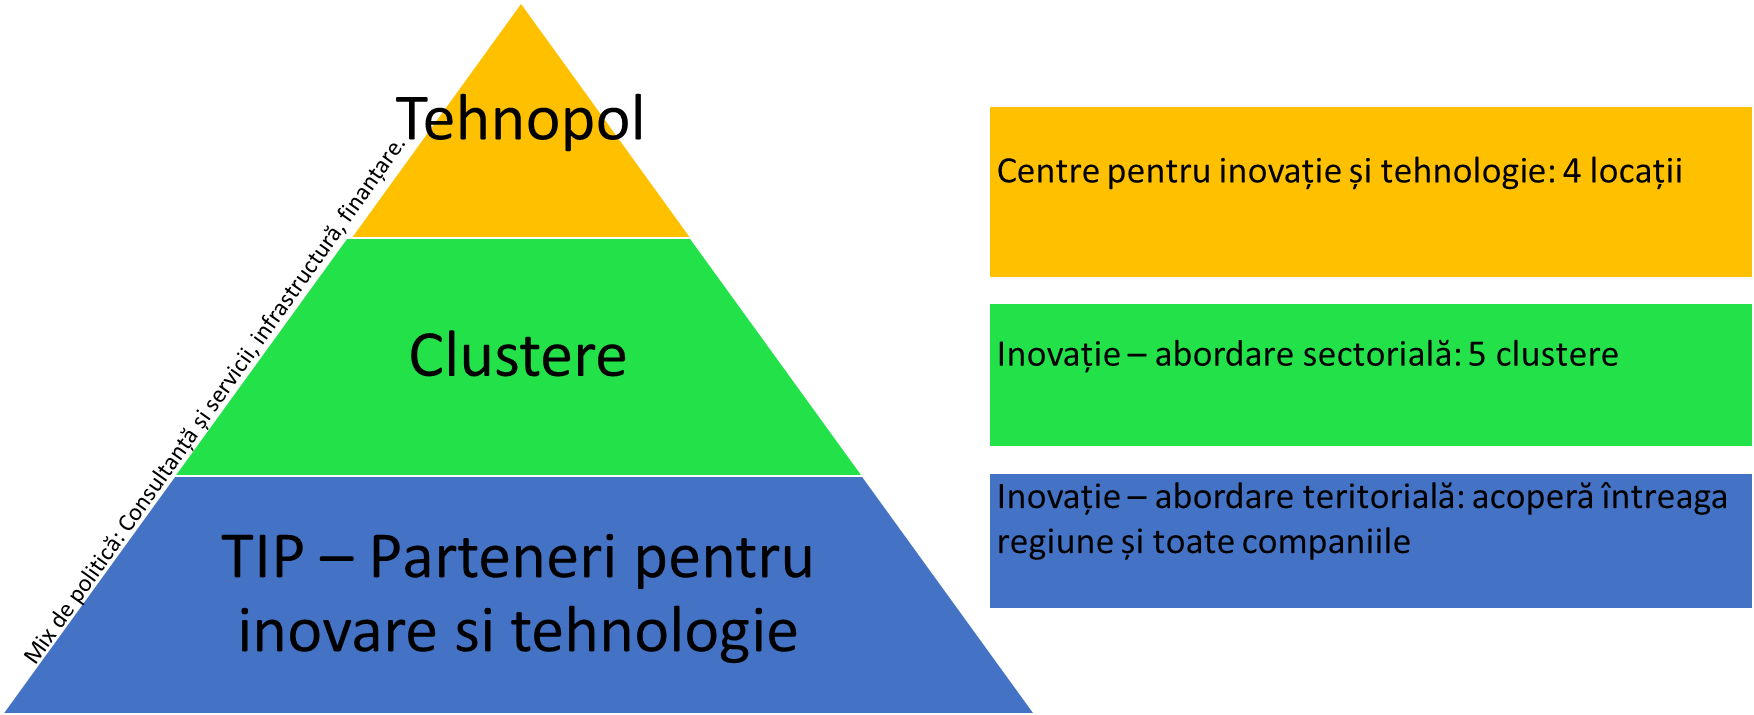 Tehnopol
Mix de politică: Consultanță și servicii, infrastructură, finanțare.
Clustere
TIP – Parteneri pentru
inovare si tehnologie
Centre pentru inovație și tehnologie: 4 locații
Inovație – abordare sectorială: 5 clustere
Inovație – abordare teritorială: acoperă întreaga
regiune și toate companiile